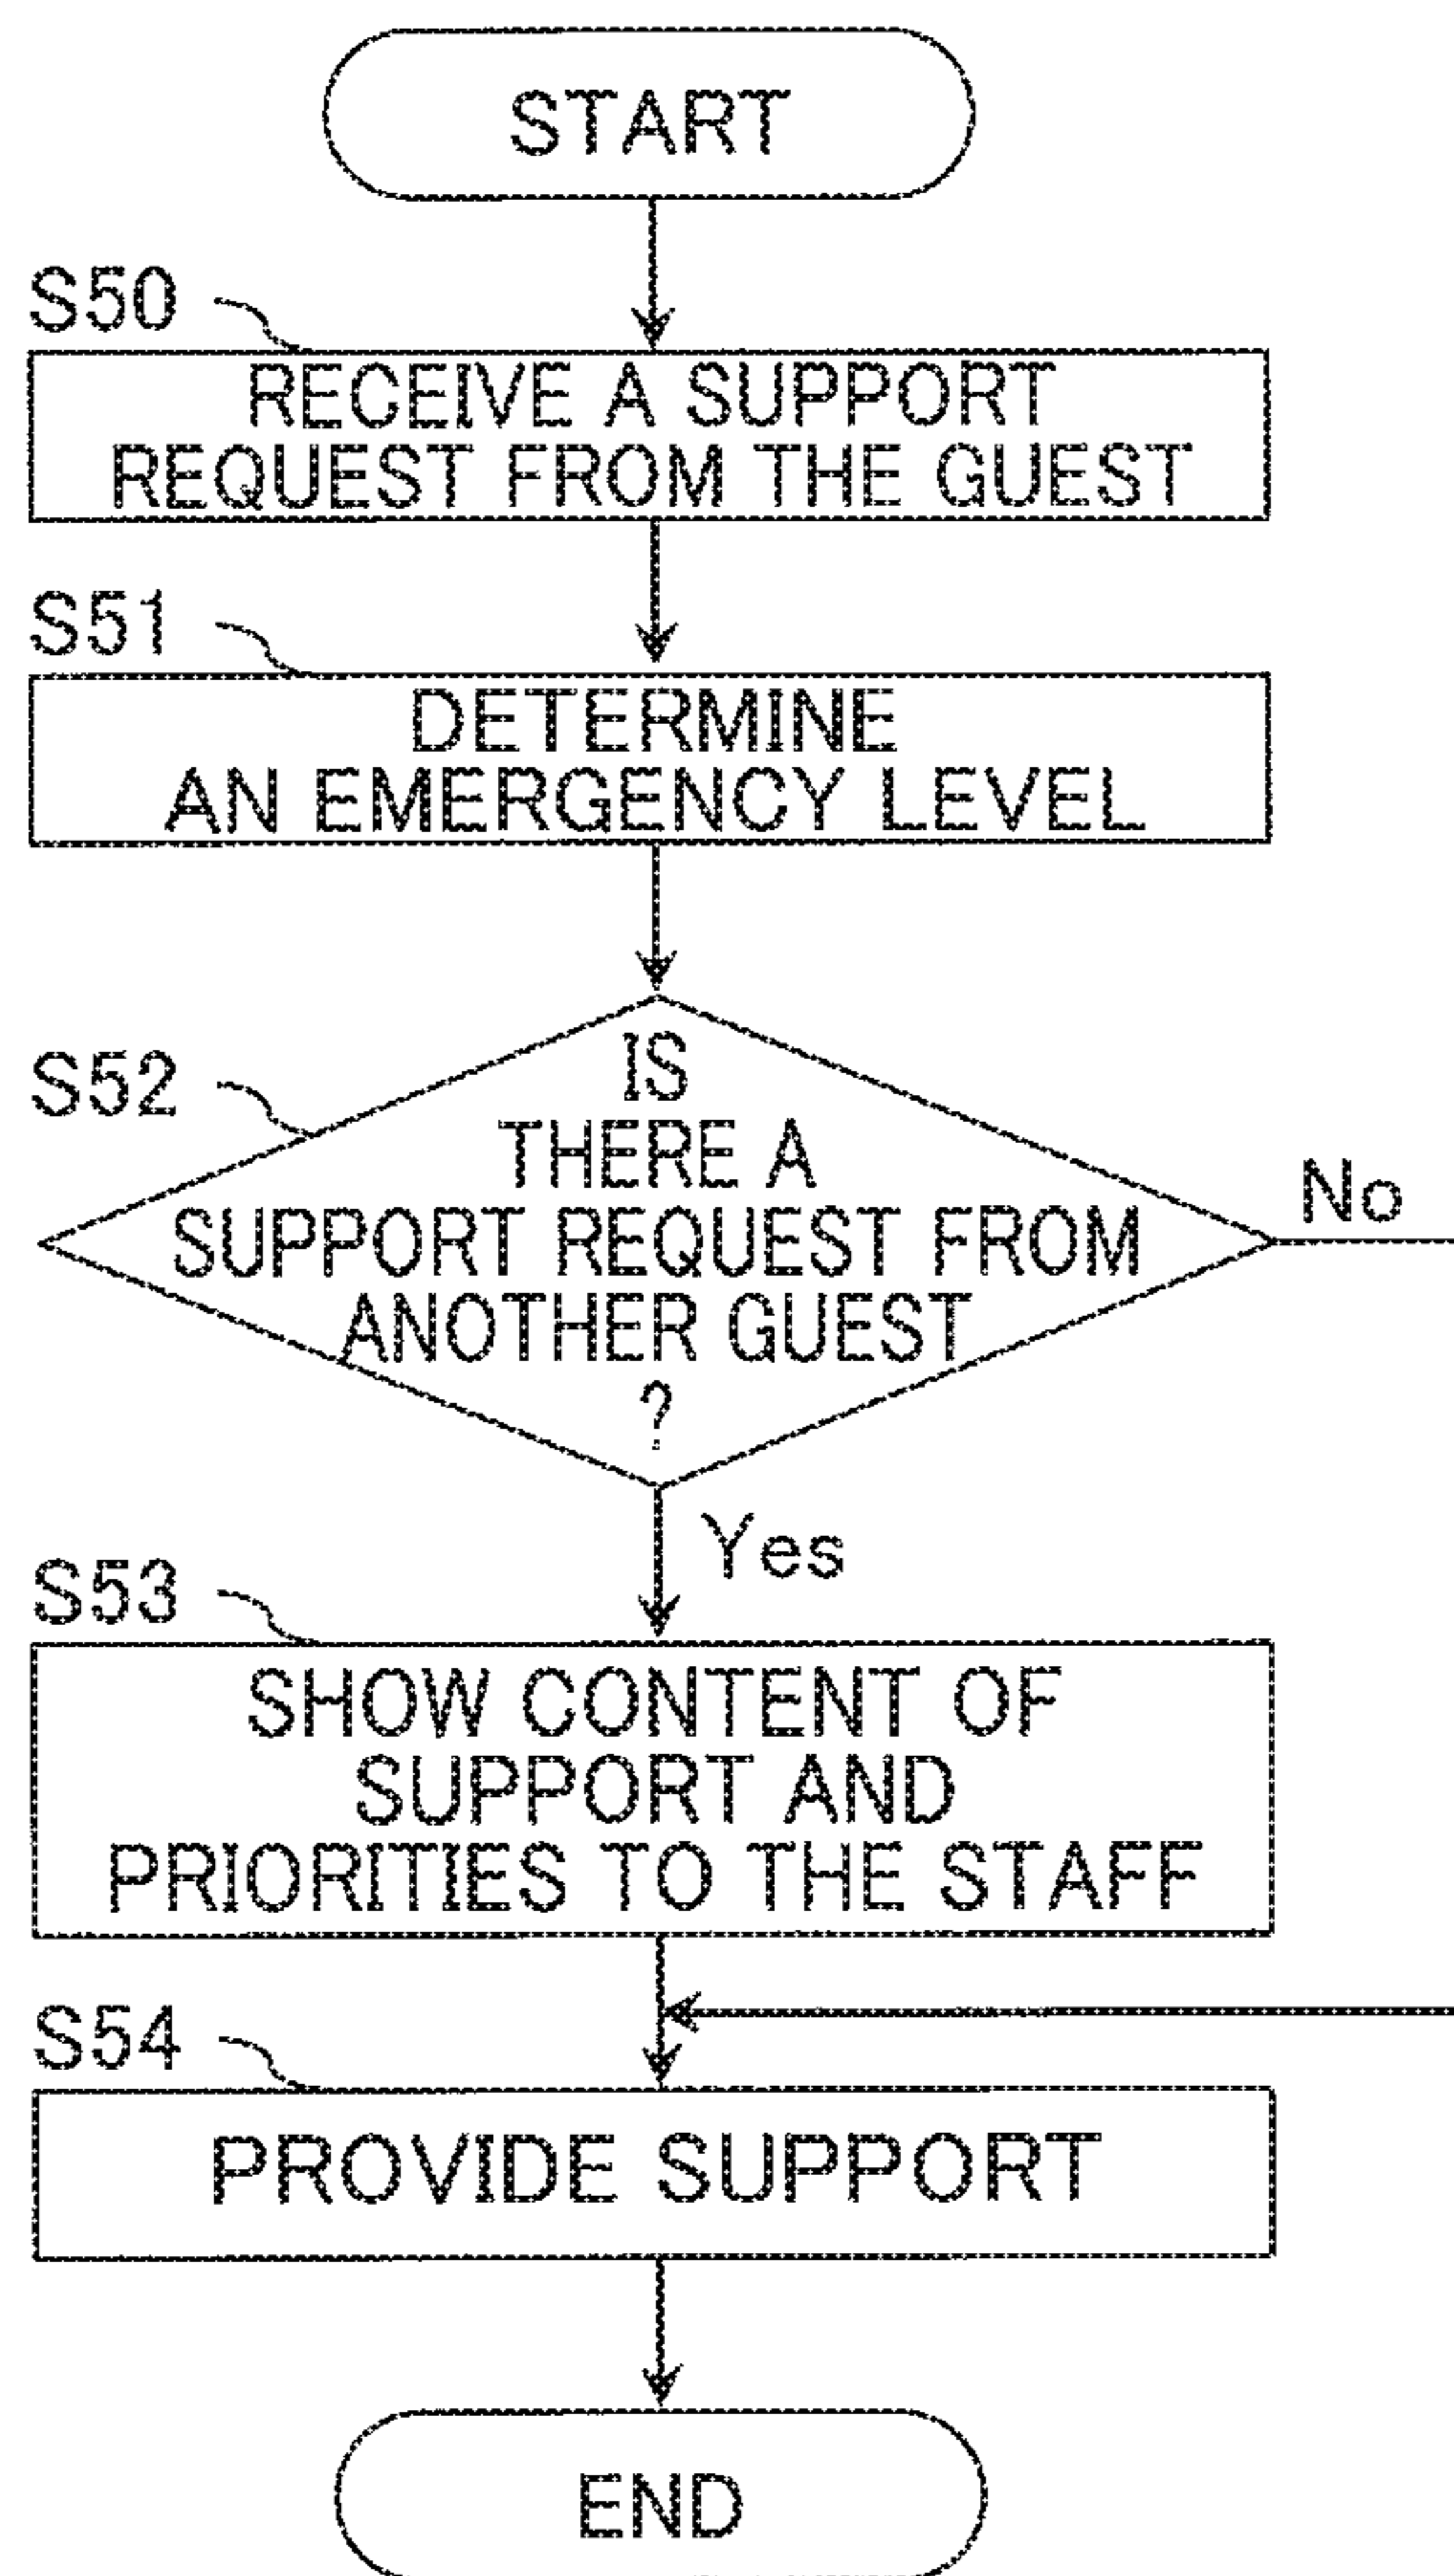 START
S50
RECEIVE A SUPPORT
REQUEST FROM THE GUEST
S51
DETERMINE
AN EMERGENCY LEVEL
S52
IS
THERE A
SUPPORT REQUEST FROM
ANOTHER GUEST
?
No
Yes
S53
SHOW CONTENT OF
SUPPORT AND
PRIORITIES TO THE STAFF
S54
PROVIDE SUPPORT
END